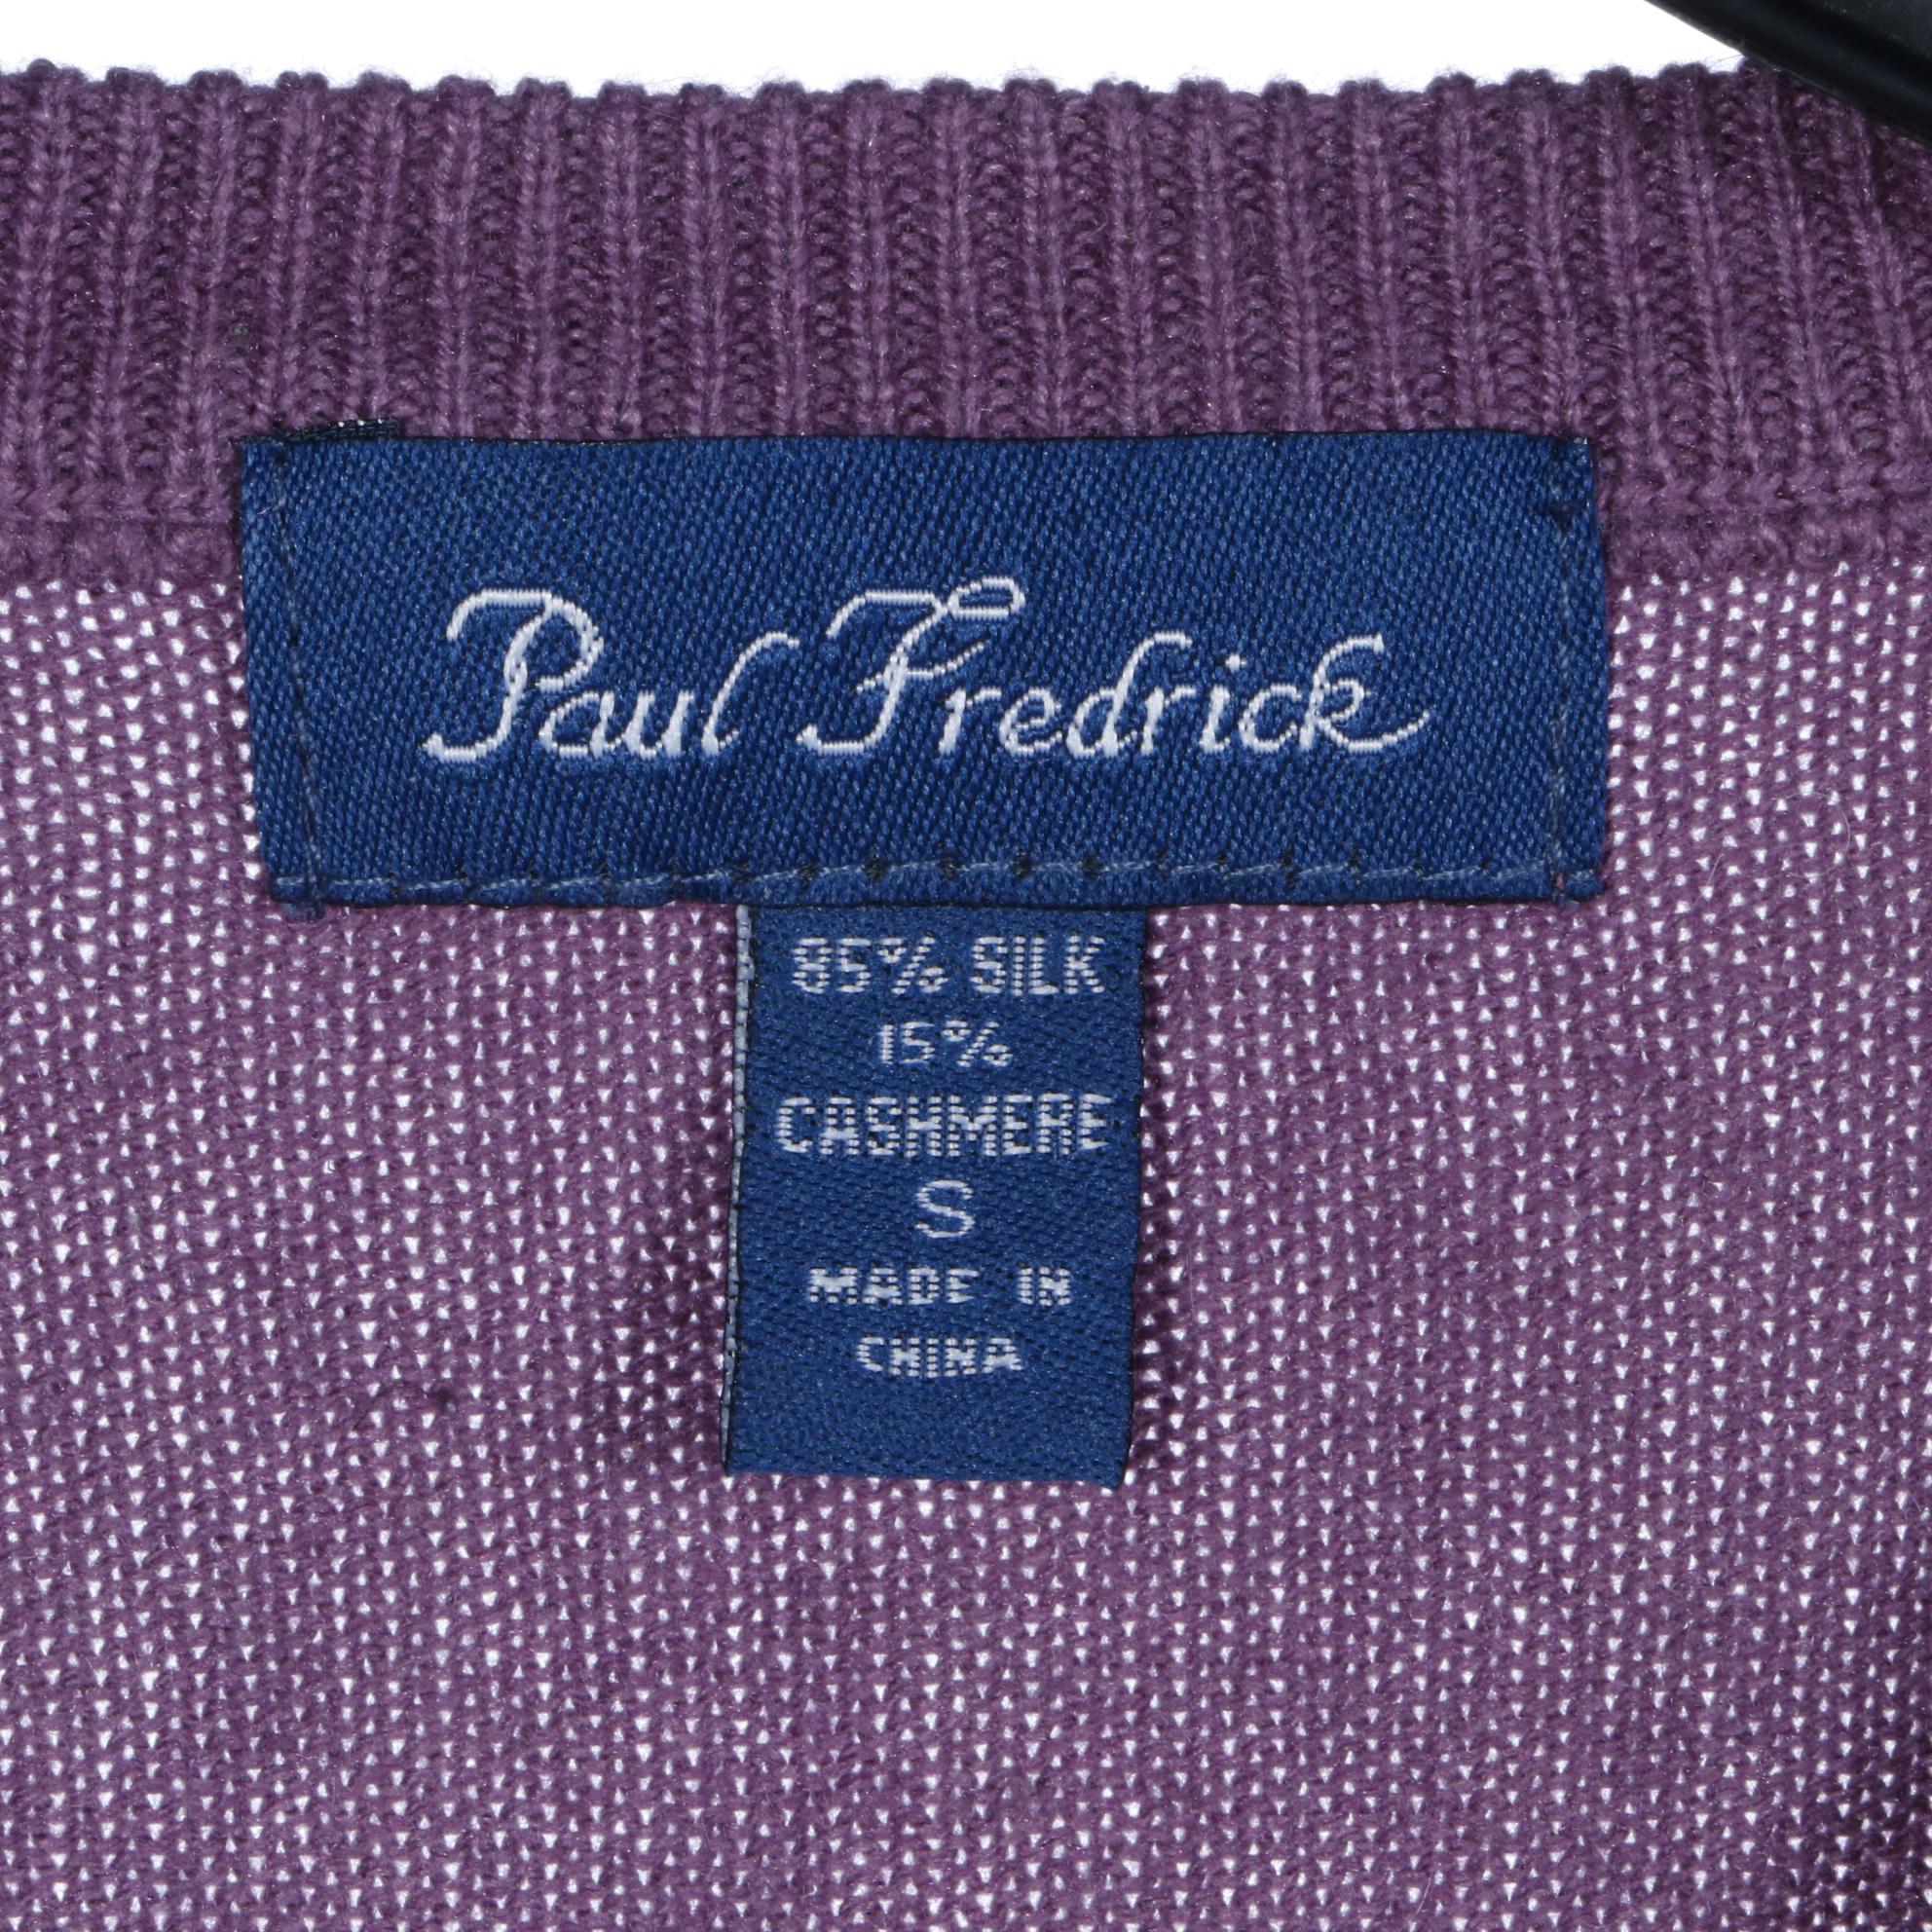 Paul Fredrick
85% SILK
15%
CASHMERE
S
MADE IN
CHINA